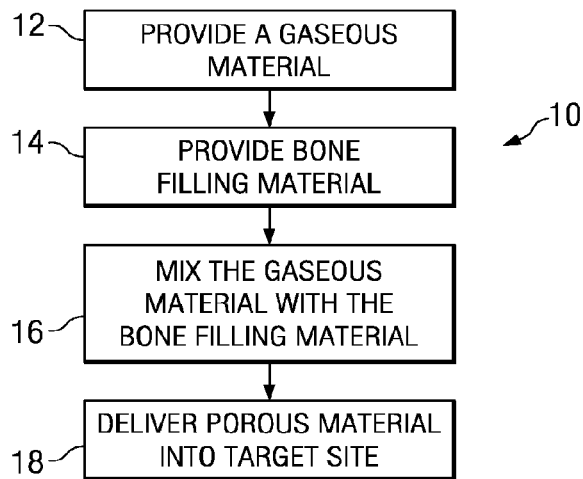 12
PROVIDE A GASEOUS
MATERIAL
10
14
PROVIDE BONE
FILLING MATERIAL
16
MIX THE GASEOUS
MATERIAL WITH THE
BONE FILLING MATERIAL
18
DELIVER POROUS MATERIAL
INTO TARGET SITE